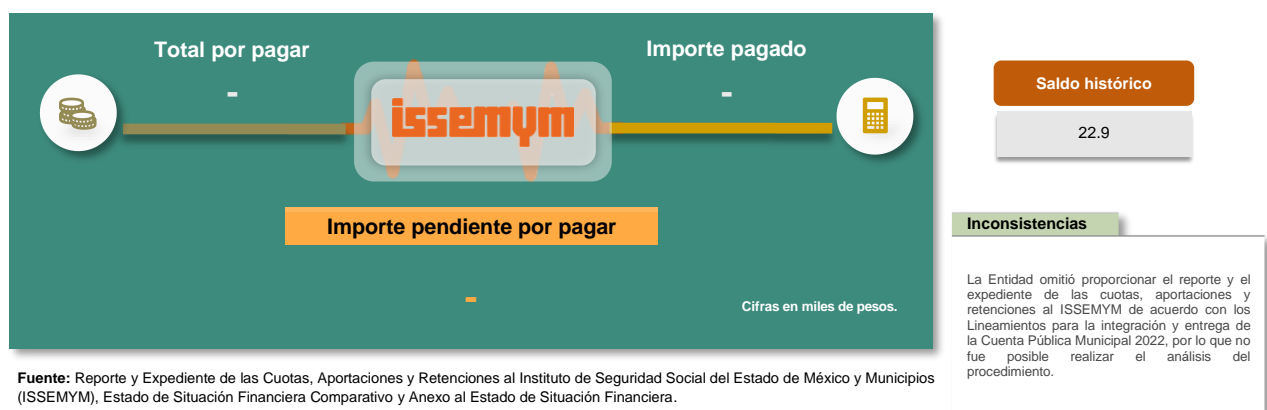 Total por pagar
-
Importe pagado
-
issemym
Importe pendiente por pagar
-
Cifras en miles de pesos.
Saldo histórico
22.9
Inconsistencias
La Entidad omitió proporcionar el reporte y el
expediente de las cuotas, aportaciones y
retenciones al ISSEMYM de acuerdo con los
Lineamientos para la integración y entrega de
la Cuenta Pública Municipal 2022, por lo que no
fue posible realizar el análisis del
procedimiento.
Fuente: Reporte y Expediente de las Cuotas, Aportaciones y Retenciones al Instituto de Seguridad Social del Estado de México y Municipios
(ISSEMYM), Estado de Situación Financiera Comparativo y Anexo al Estado de Situación Financiera.